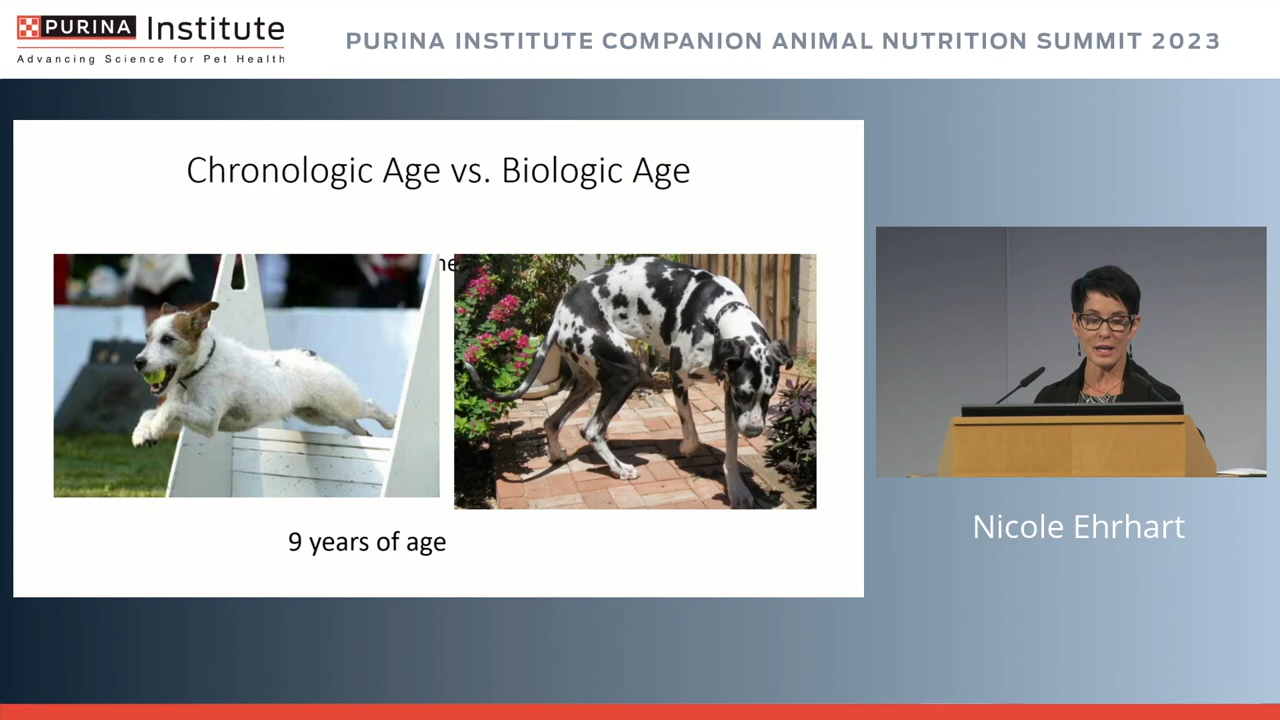 PURINA Institute
Advancing Science for Pet Health
PURINA INSTITUTE COMPANION ANIMAL NUTRITION SUMMIT 2023
Chronologic Age vs. Biologic Age
9 years of age
Nicole Ehrhart